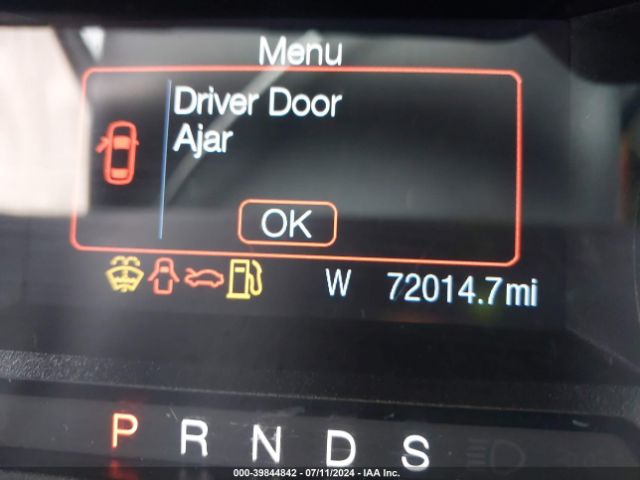 Menu
Driver Door
Ajar
OK
W 72014.7mi
P R N D S
000-39844842 - 07/11/2024 - IAA Inc.